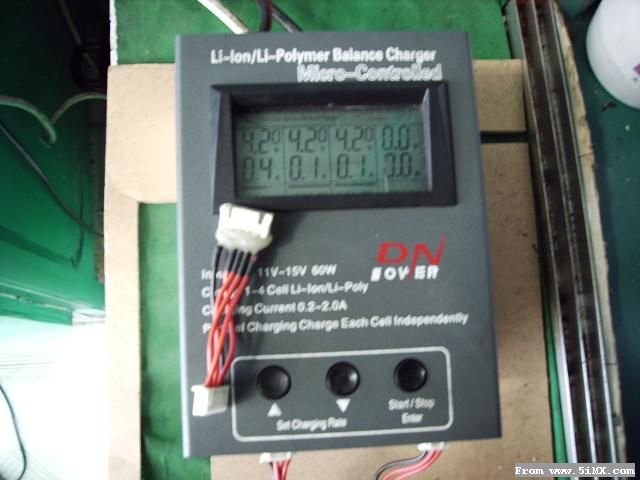 Li-Ion/Li-Polymer Balance Charger
Micro-Controlled
4.20 4.20 4.20 0.0
0.4 0.1 0.1 3.0
DN
POWER
11V-15V 60W
1-4 Cell Li-Ion/Li-Poly
Charging Current 0.2-2.0A
Charging Charge Each Cell Independently
Set Charging Rate
Start / Stop
Enter
From www.5iMX.com